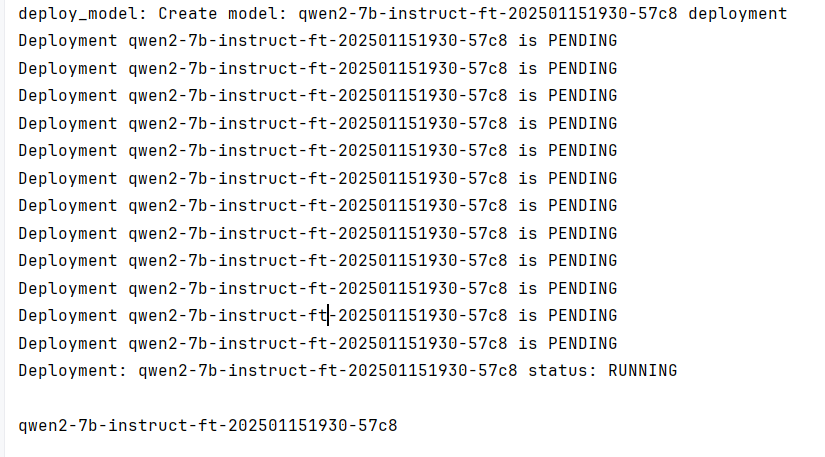 deploy_model: Create model: qwen2-7b-instruct-ft-202501151930-57c8 deployment
Deployment qwen2-7b-instruct-ft-202501151930-57c8 is PENDING
Deployment qwen2-7b-instruct-ft-202501151930-57c8 is PENDING
Deployment qwen2-7b-instruct-ft-202501151930-57c8 is PENDING
Deployment qwen2-7b-instruct-ft-202501151930-57c8 is PENDING
Deployment qwen2-7b-instruct-ft-202501151930-57c8 is PENDING
Deployment qwen2-7b-instruct-ft-202501151930-57c8 is PENDING
Deployment qwen2-7b-instruct-ft-202501151930-57c8 is PENDING
Deployment qwen2-7b-instruct-ft-202501151930-57c8 is PENDING
Deployment qwen2-7b-instruct-ft-202501151930-57c8 is PENDING
Deployment qwen2-7b-instruct-ft-202501151930-57c8 is PENDING
Deployment qwen2-7b-instruct-ft-202501151930-57c8 is PENDING
Deployment qwen2-7b-instruct-ft-202501151930-57c8 is PENDING
Deployment: qwen2-7b-instruct-ft-202501151930-57c8 status: RUNNING
qwen2-7b-instruct-ft-202501151930-57c8